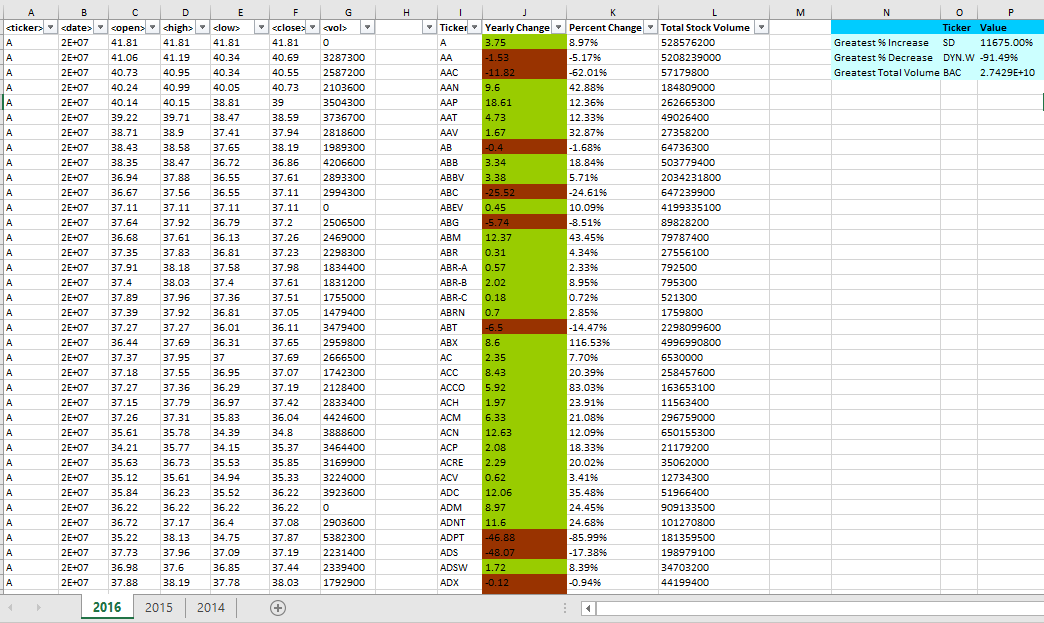 A B C D E F G H I J K L M N O P
<ticker> <date> <open> <high> <low> <close> <vol> Ticker Yearly Change Percent Change Total Stock Volume Ticker Value
A 2E+07 41.81 41.81 41.81 41.81 0 A 3.75 8.97% 528576200 Greatest % Increase SD 11675.00%
A 2E+07 41.06 41.19 40.34 40.69 3287300 AA -1.53 -5.17% 5208239000 Greatest % Decrease DYN.W -91.49%
A 2E+07 40.73 40.95 40.34 40.55 2587200 AAC -11.82 -62.01% 57179800 Greatest Total Volume BAC 2.7429E+10
A 2E+07 40.24 40.99 40.05 40.73 2103600 AAN 9.6 42.88% 184809000
A 2E+07 40.14 40.15 38.81 39 3504300 AAP 18.61 12.36% 262665300
A 2E+07 39.22 39.71 38.47 38.59 3736700 AAT 4.73 12.33% 49026400
A 2E+07 38.71 38.9 37.41 37.94 2818600 AAV 1.67 32.87% 27358200
A 2E+07 38.43 38.58 37.65 38.19 1989300 AB -0.4 -1.68% 64736300
A 2E+07 38.35 38.47 36.72 36.86 4206600 ABB 3.34 18.84% 503779400
A 2E+07 36.94 37.88 36.55 37.61 2893300 ABBV 3.38 5.71% 2034231800
A 2E+07 36.67 37.56 36.55 37.11 2994300 ABC -25.52 -24.61% 647239900
A 2E+07 37.11 37.11 37.11 37.11 0 ABEV 0.45 10.09% 4199335100
A 2E+07 37.64 37.92 36.79 37.2 2506500 ABG -5.74 -8.51% 89828200
A 2E+07 36.68 37.61 36.13 37.26 2469000 ABM 12.37 43.45% 79787400
A 2E+07 37.35 37.83 36.81 37.23 2298300 ABR 0.31 4.34% 27556100
A 2E+07 37.91 38.18 37.58 37.98 1834400 ABR-A 0.57 2.33% 792500
A 2E+07 37.4 38.03 37.4 37.61 1831200 ABR-B 2.02 8.95% 795300
A 2E+07 37.89 37.96 37.36 37.51 1755000 ABR-C 0.18 0.72% 521300
A 2E+07 37.39 37.92 36.81 37.05 1479400 ABRN 0.7 2.85% 1759800
A 2E+07 37.27 37.27 36.01 36.11 3479400 ABT -6.5 -14.47% 2298099600
A 2E+07 36.44 37.69 36.31 37.65 2959800 ABX 8.6 116.53% 4996990800
A 2E+07 37.37 37.95 37 37.69 2666500 AC 2.35 7.70% 6530000
A 2E+07 37.18 37.55 36.95 37.07 1742300 ACC 8.43 20.39% 258457600
A 2E+07 37.27 37.36 36.29 37.19 2128400 ACCO 5.92 83.03% 163653100
A 2E+07 37.15 37.79 36.97 37.42 2833400 ACH 1.97 23.91% 11563400
A 2E+07 37.26 37.31 35.83 36.04 4424600 ACM 6.33 21.08% 296759000
A 2E+07 35.61 35.78 34.39 34.8 3888600 ACN 12.63 12.09% 650155300
A 2E+07 34.21 35.77 34.15 35.37 3464400 ACP 2.08 18.33% 21179200
A 2E+07 35.63 36.73 35.53 35.85 3169900 ACRE 2.29 20.02% 35062000
A 2E+07 35.12 35.61 34.94 35.33 3224000 ACV 0.62 3.41% 12734300
A 2E+07 35.84 36.23 35.52 36.22 3923600 ADC 12.06 35.48% 51966400
A 2E+07 36.22 36.22 36.22 36.22 0 ADM 8.97 24.45% 909133500
A 2E+07 36.72 37.17 36.4 37.08 2903600 ADNT 11.6 24.68% 101270800
A 2E+07 35.22 38.13 34.75 37.87 5382300 ADPT -46.88 -85.99% 181359500
A 2E+07 37.73 37.96 37.09 37.19 2231400 ADS -48.07 -17.38% 198979100
A 2E+07 36.98 37.6 36.85 37.44 2339400 ADSW 1.72 8.39% 34703200
A 2E+07 37.88 38.19 37.78 38.03 1792900 ADX -0.12 -0.94% 44199400
2016 2015 2014